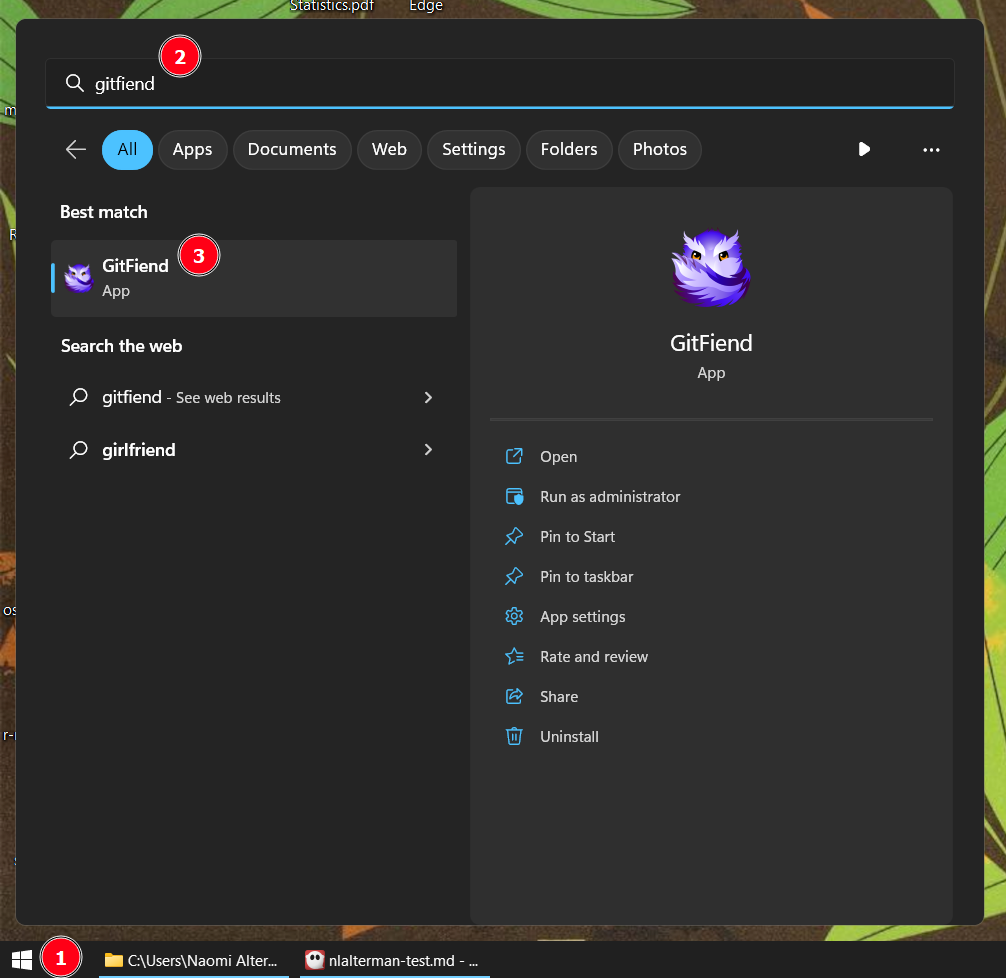 Statistics.pdf Edge
2
gitfiend
All Apps Documents Web Settings Folders Photos
Best match
GitFiend
3
App
Search the web
gitfiend - See web results
girlfriend
GitFiend
App
Open
Run as administrator
Pin to Start
Pin to taskbar
App settings
Rate and review
Share
Uninstall
1
C:\Users\Naomi Alter...
nlalterman-test.md - ...